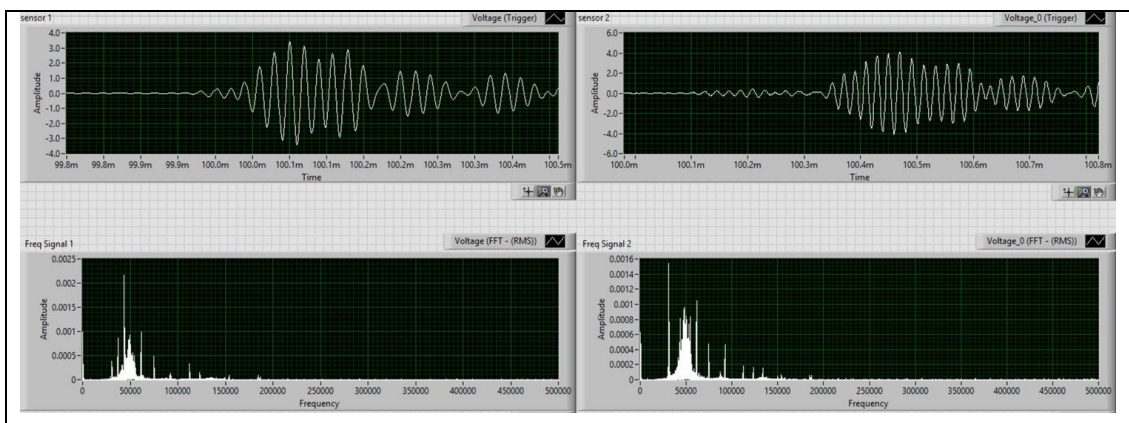 sensor 1
Voltage (Trigger)
4.0-
3.0-
2.0-
1.0-
0.0-
-1.0-
-2.0-
-3.0-
-4.0-
Amplitude
99.8m 99.8m 99.9m 99.9m 100.0m 100.0m 100.1m 100.1m 100.2m 100.2m 100.3m 100.3m 100.4m 100.5m
Time
sensor 2
Voltage_0 (Trigger)
6.0-
4.0-
2.0-
0.0-
-2.0-
-4.0-
-6.0-
Amplitude
100.0m 100.1m 100.2m 100.3m 100.4m 100.5m 100.6m 100.7m 100.8m
Time
Freq Signal 1
Voltage (FFT - (RMS))
0.0025-
0.002-
0.0015-
0.001-
0.0005-
0-
Amplitude
0 50000 100000 150000 200000 250000 300000 350000 400000 450000 500000
Frequency
Freq Signal 2
Voltage_0 (FFT - (RMS))
0.0016-
0.0014-
0.0012-
0.001-
0.0008-
0.0006-
0.0004-
0.0002-
0-
Amplitude
0 50000 100000 150000 200000 250000 300000 350000 400000 450000 500000
Frequency